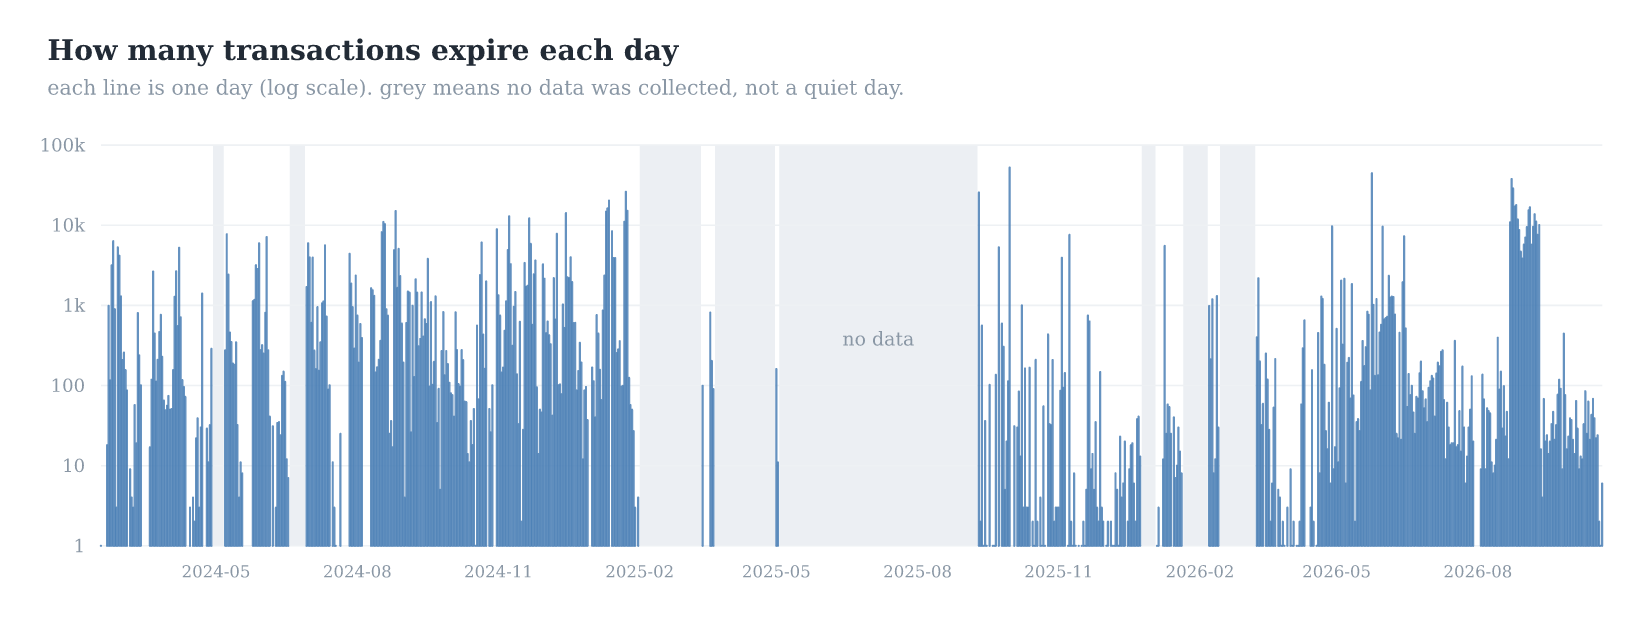 How many transactions expire each day
each line is one day (log scale). grey means no data was collected, not a quiet day.
100k
10k
1k
100
10
1
no data
2024-05 2024-08 2024-11 2025-02 2025-05 2025-08 2025-11 2026-02 2026-05 2026-08